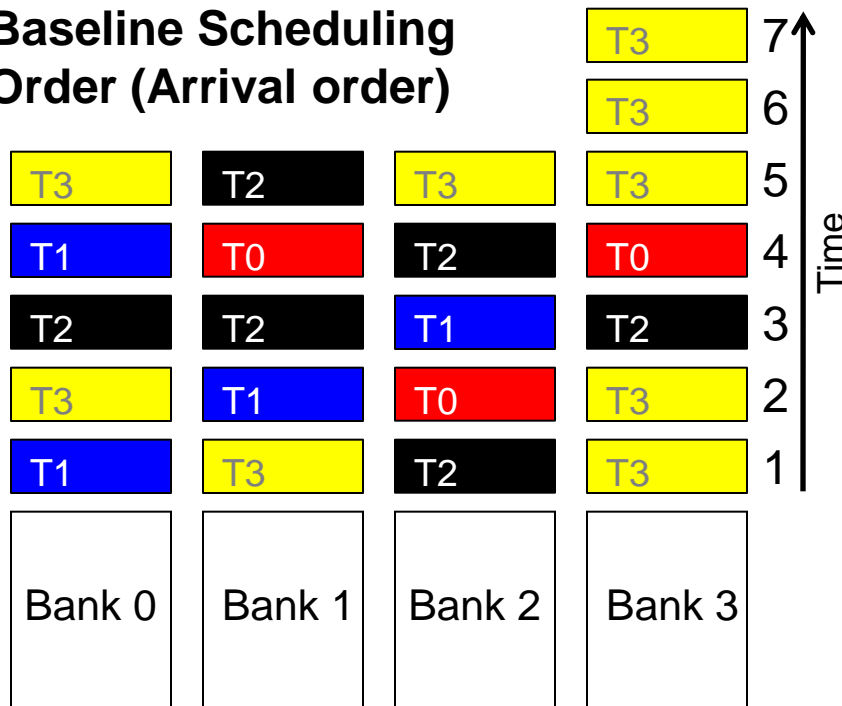 Baseline Scheduling
Order (Arrival order)
T3 7
T3 6
T3 T2 T3 T3 5
T1 T0 T2 T0 4
T2 T2 T1 T2 3
T3 T1 T0 T3 2
T1 T3 T2 T3 1
Time
Bank 0 Bank 1 Bank 2 Bank 3